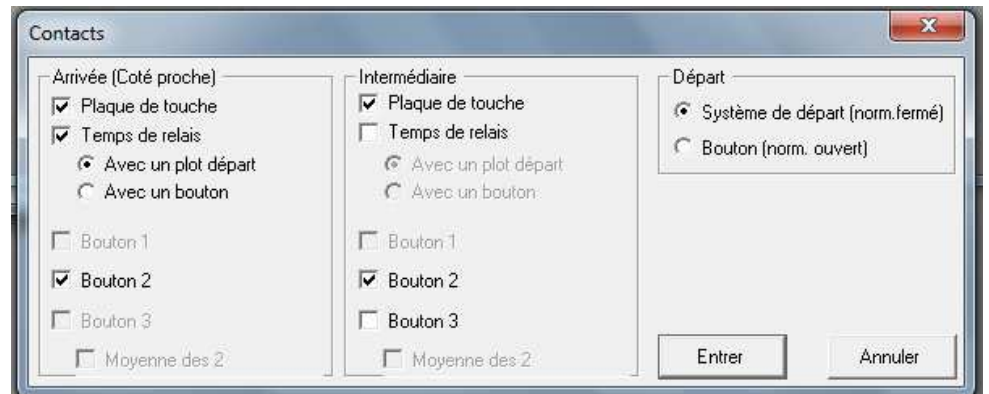 Contacts
Arrivée (Coté proche)
Plaque de touche
Temps de relais
Avec un plot départ
Avec un bouton
Bouton 1
Bouton 2
Bouton 3
Moyenne des 2
Intermédiaire
Plaque de touche
Temps de relais
Avec un plot départ
Avec un bouton
Bouton 1
Bouton 2
Bouton 3
Moyenne des 2
Départ
Système de départ (norm.fermé)
Bouton (norm. ouvert)
Entrer
Annuler